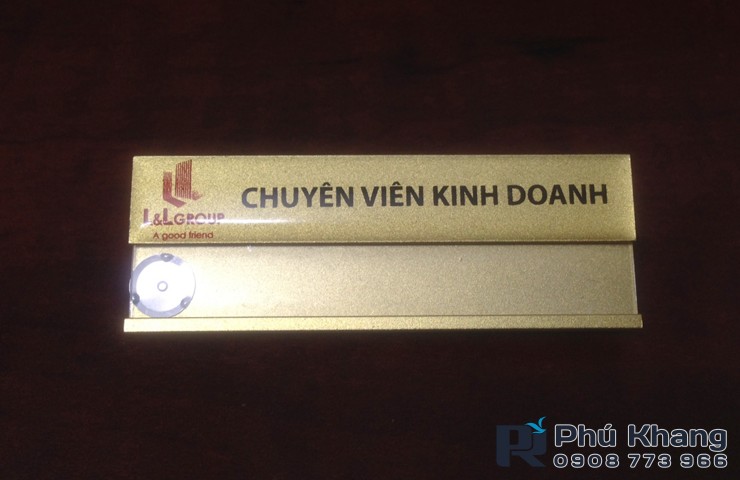 CHUYÊN VIÊN KINH DOANH
L&LGROUP
A good friend
Phú Khang
0908 773 966